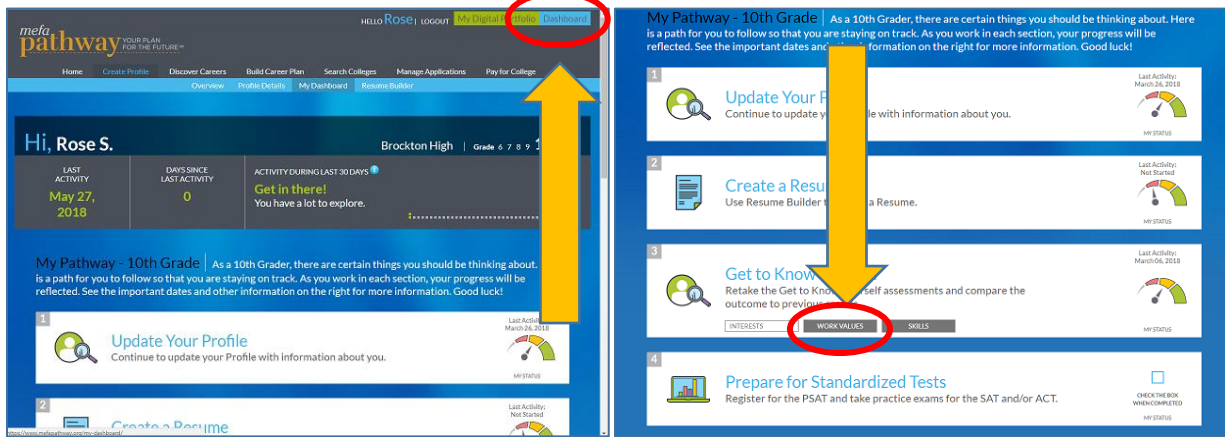 HELLO ROSE | LOGOUT My Digital Portfolio Dashboard
mefa
pathway YOUR PLAN
FOR THE FUTURE℠
Home Create Profile Discover Careers Build Career Plan Search Colleges Manage Applications Pay for College
Overview Profile Details My Dashboard Resume Builder
Hi, Rose S.
Brockton High | Grade 6 7 8 9
LAST
ACTIVITY
May 27,
2018
DAYS SINCE
LAST ACTIVITY
0
ACTIVITY DURING LAST 30 DAYS
Get in there!
You have a lot to explore.
My Pathway - 10th Grade | As a 10th Grader, there are certain things you should be thinking about.
is a path for you to follow so that you are staying on track. As you work in each section, your progress will be
reflected. See the important dates and other information on the right for more information. Good luck!
1
Update Your Profile
Continue to update your Profile with information about you.
Last
March 26, 2018
MY STATUS
2
Create a Resume
Last Activity:
Not Started
https://www.mefapathway.org/my-dashboard/
My Pathway - 10th Grade | As a 10th Grader, there are certain things you should be thinking about. Here
is a path for you to follow so that you are staying on track. As you work in each section, your progress will be
reflected. See the important dates and information on the right for more information. Good luck!
1
Update Your
Continue to update with information about you.
Last Activity:
March 26, 2018
MY STATUS
2
Create a
Use Resume Builder a Resume.
Last Activity:
Not Started
MY STATUS
3
Get to
Retake the Get to assessments and compare the
outcome to previous
INTERESTS WORK VALUES SKILLS
Last Activity:
March 06, 2018
MY STATUS
4
Prepare for Standardized Tests
Register for the PSAT and take practice exams for the SAT and/or ACT.
CHECK THE BOX
WHEN COMPLETED
MY STATUS